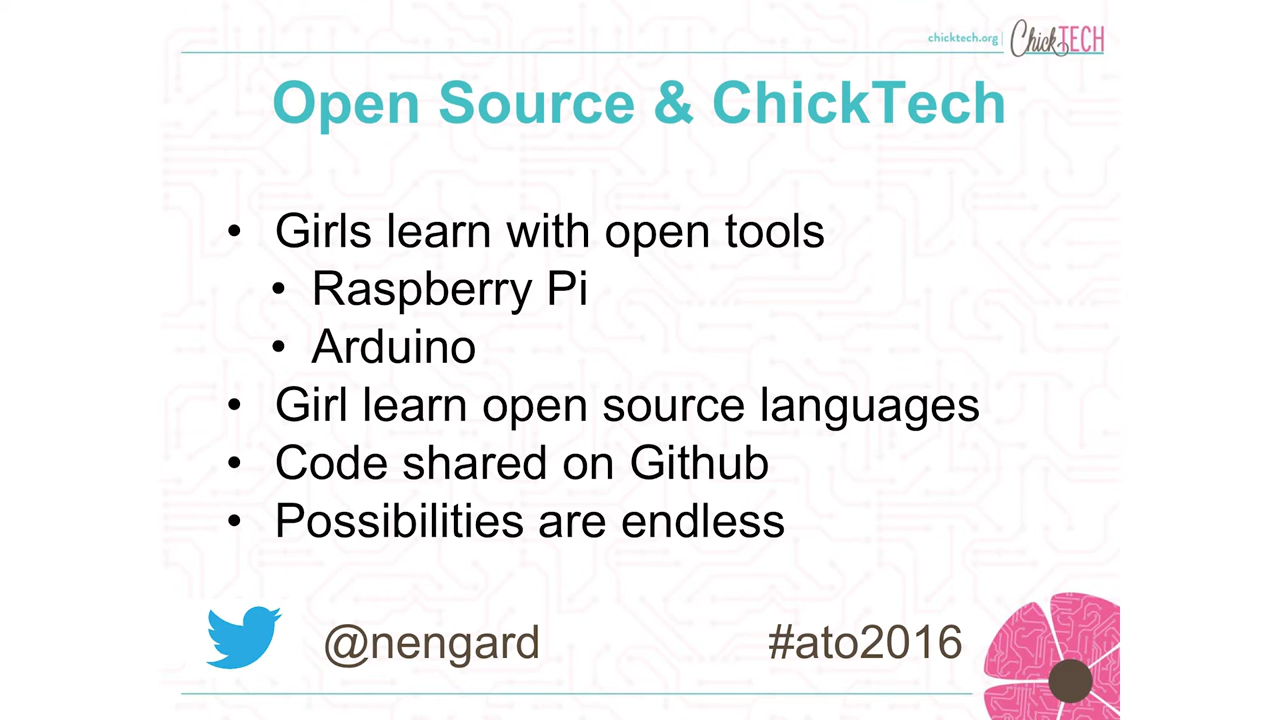 chicktech.org | ChickTECH
Open Source & ChickTech
• Girls learn with open tools
• Raspberry Pi
• Arduino
• Girl learn open source languages
• Code shared on Github
• Possibilities are endless
@nengard #ato2016